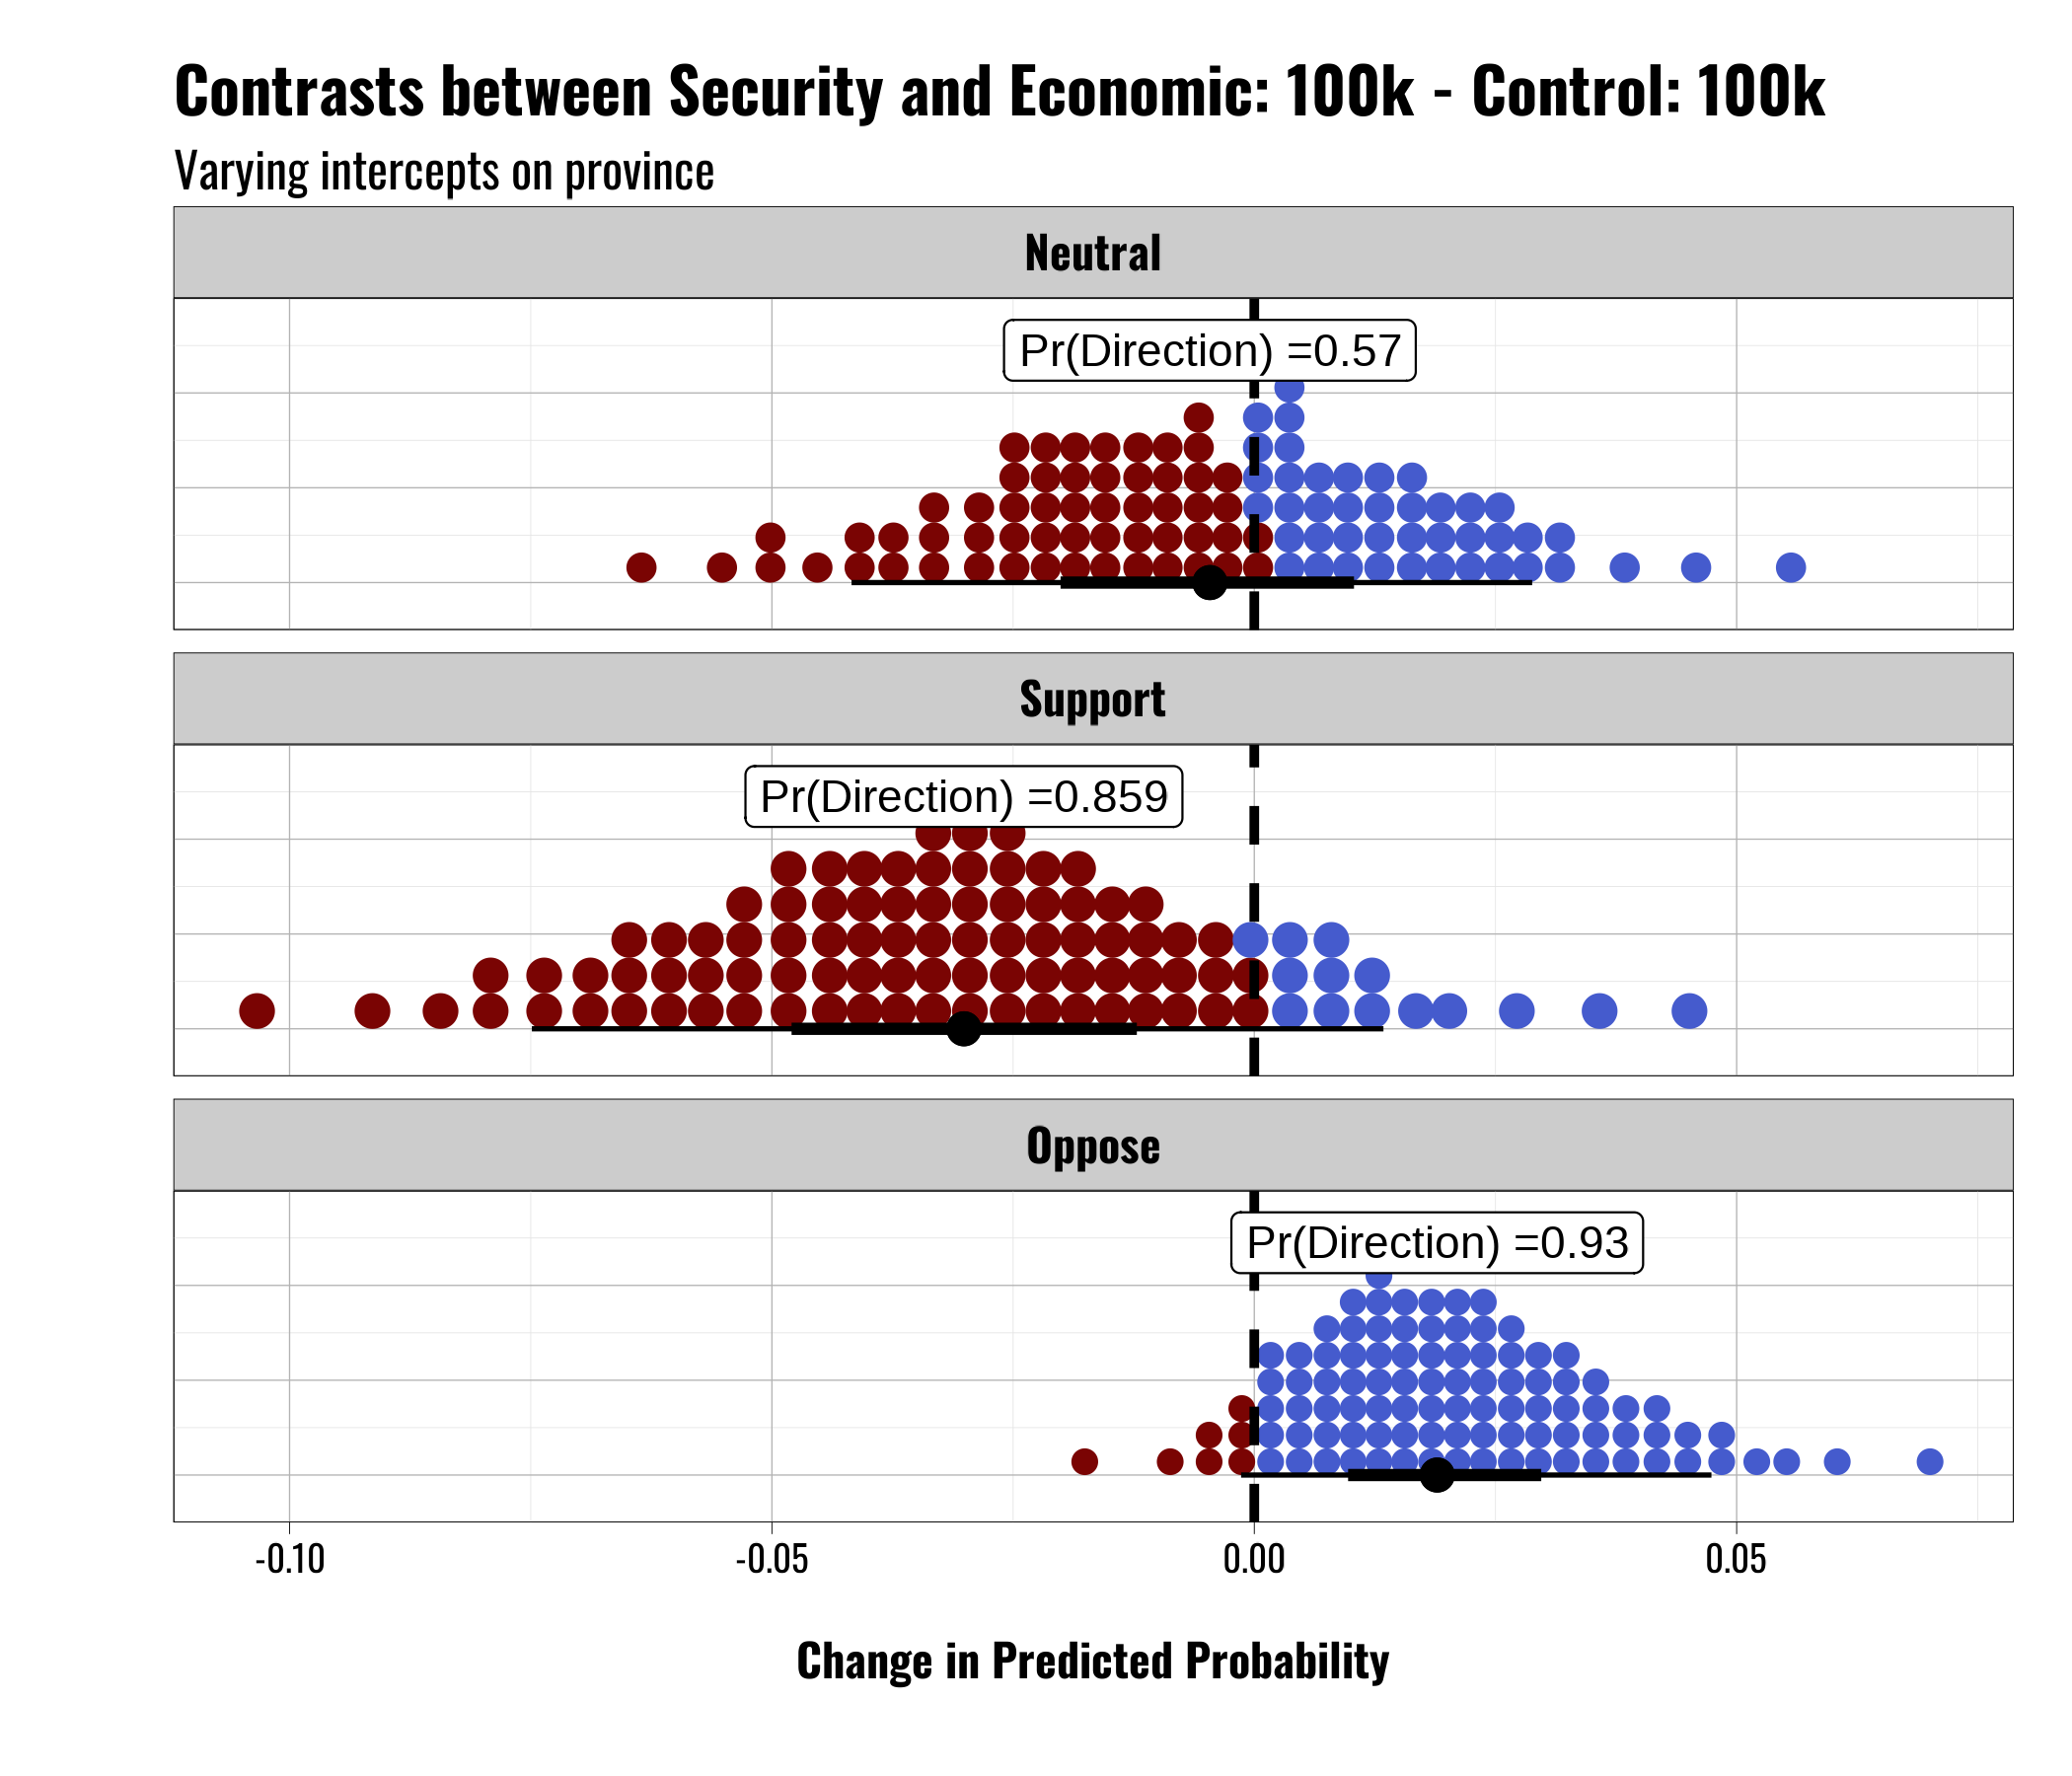 Contrasts between Security and Economic: 100k - Control: 100k
Varying intercepts on province
Neutral
Pr(Direction) =0.57
Support
Pr(Direction) =0.859
Oppose
Pr(Direction) =0.93
-0.10 -0.05 0.00 0.05
Change in Predicted Probability